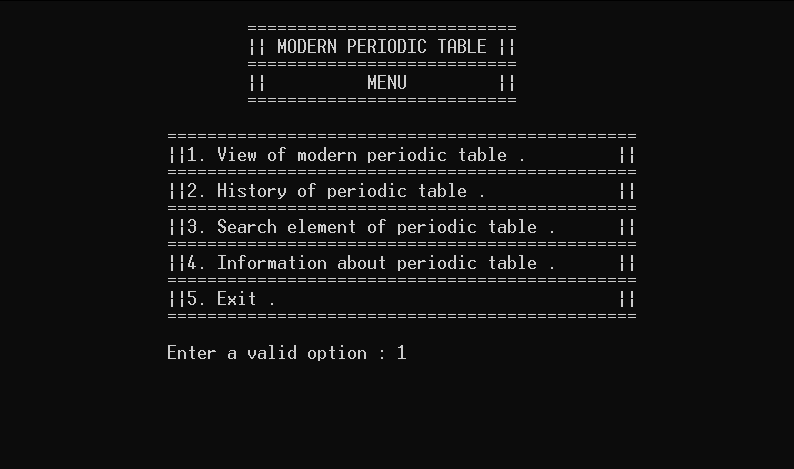 ===========================
|| MODERN PERIODIC TABLE ||
===========================
||          MENU         ||
===========================
===============================================
||1. View of modern periodic table .         ||
===============================================
||2. History of periodic table .             ||
===============================================
||3. Search element of periodic table .      ||
===============================================
||4. Information about periodic table .      ||
===============================================
||5. Exit .                                  ||
===============================================
Enter a valid option : 1